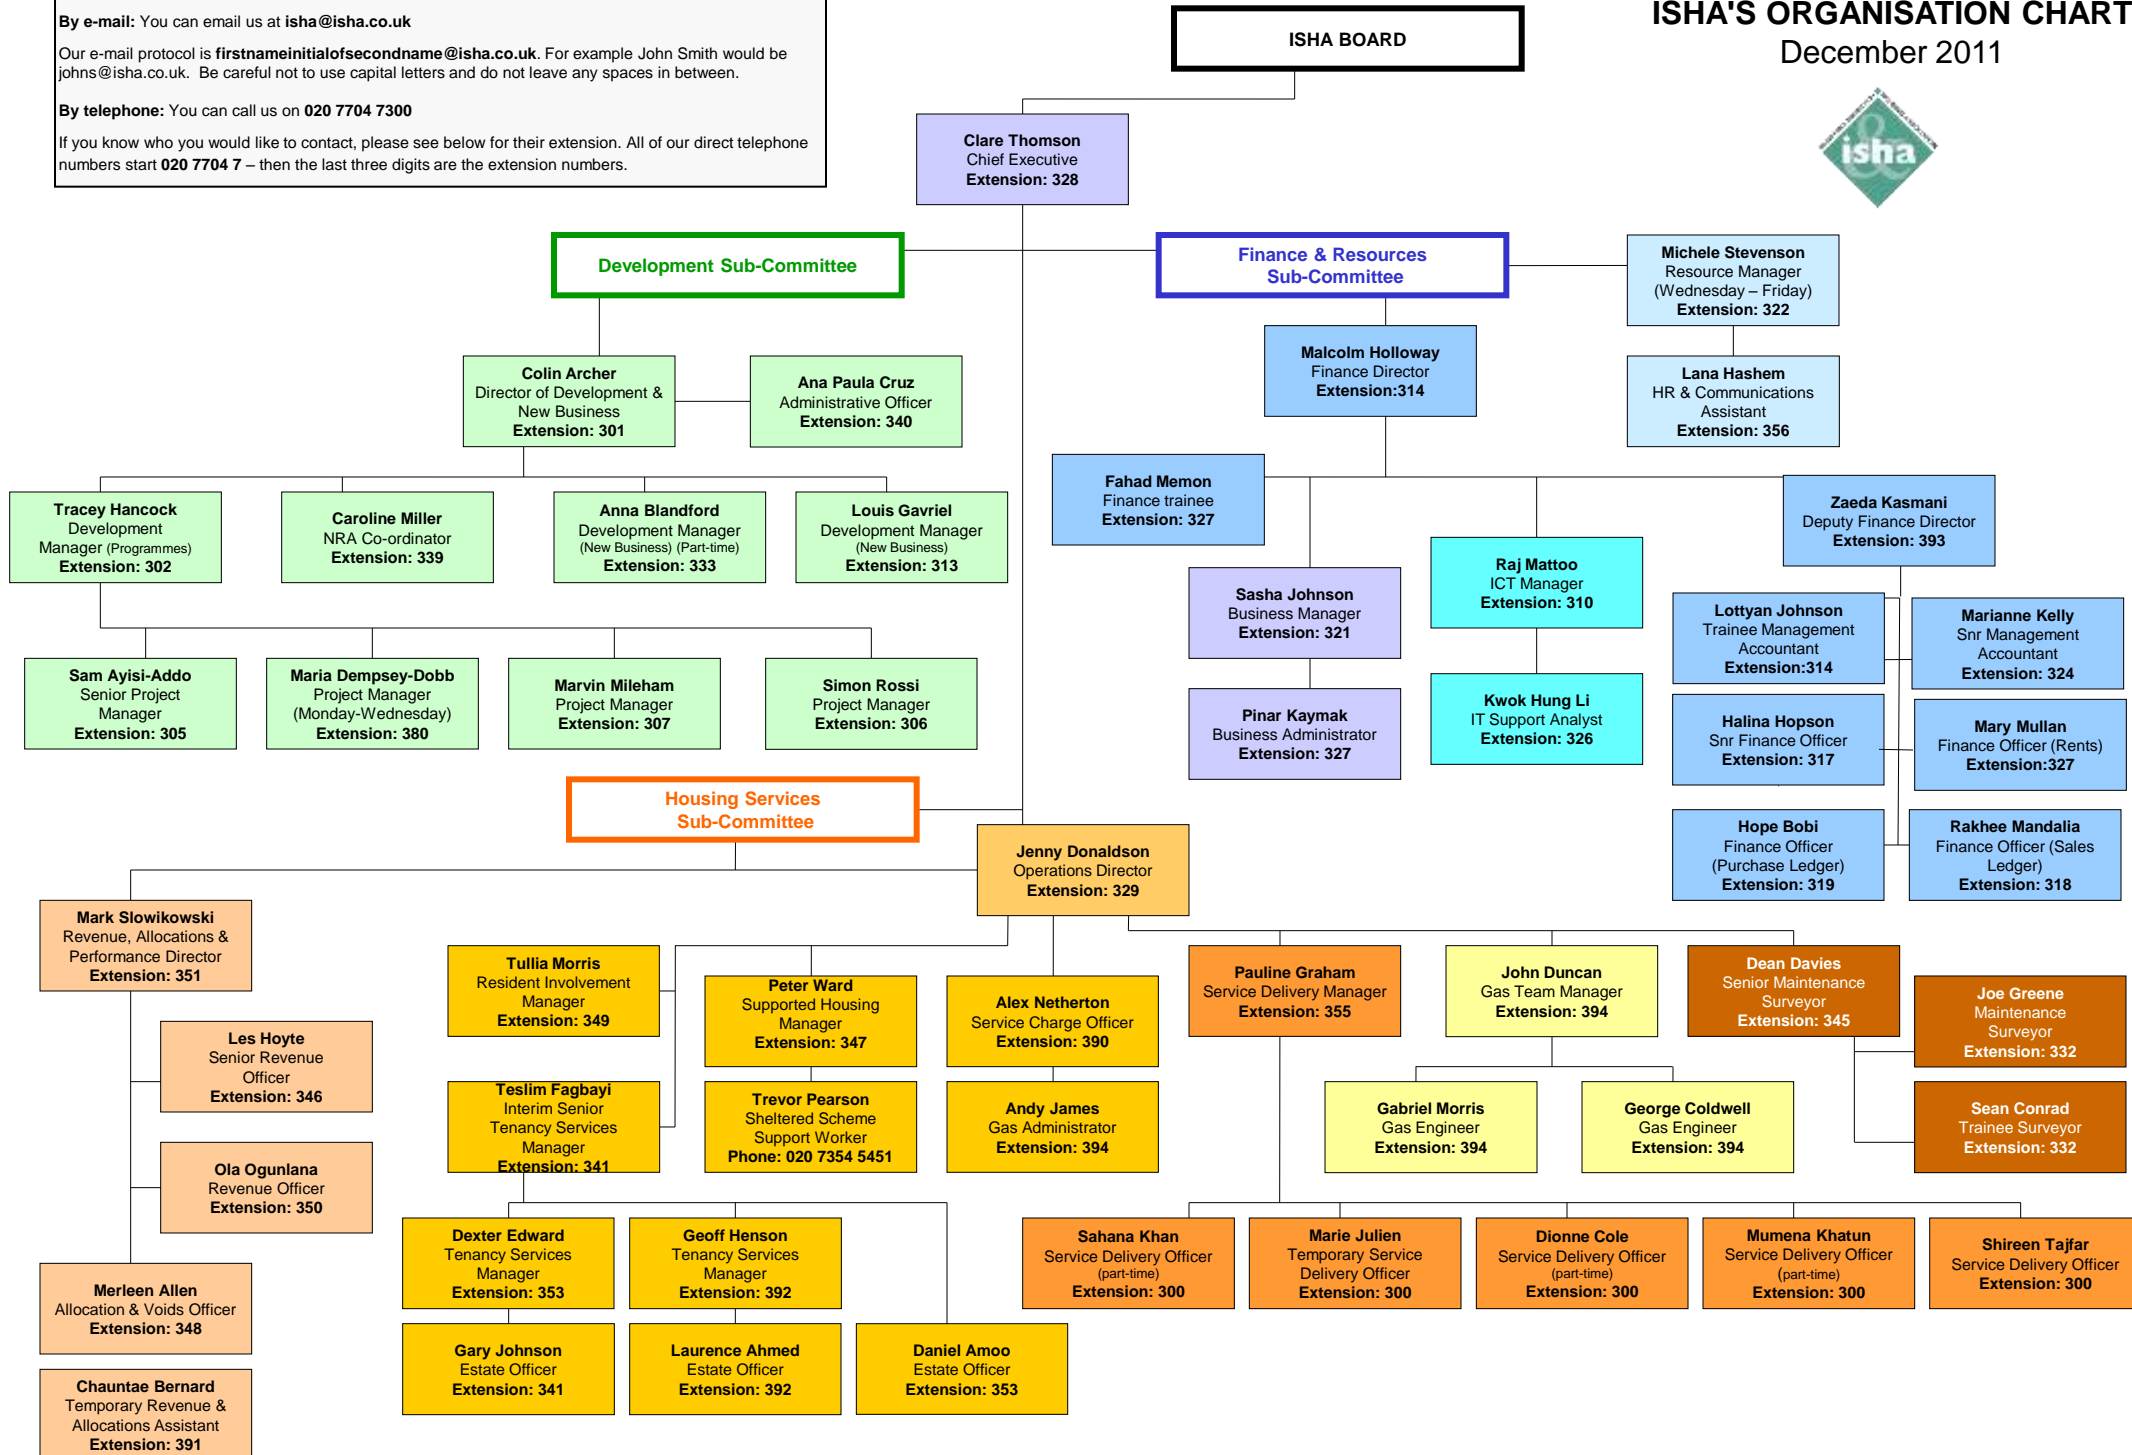 By e-mail: You can email us at isha@isha.co.uk
Our e-mail protocol is firstnameinitialofsecondname@isha.co.uk. For example John Smith would be
johns@isha.co.uk. Be careful not to use capital letters and do not leave any spaces in between.
By telephone: You can call us on 020 7704 7300
If you know who you would like to contact, please see below for their extension. All of our direct telephone
numbers start 020 7704 7 – then the last three digits are the extension numbers.
ISHA BOARD
ISHA'S ORGANISATION CHART
December 2011
isha
Clare Thomson
Chief Executive
Extension: 328
Development Sub-Committee
Finance & Resources
Sub-Committee
Michele Stevenson
Resource Manager
(Wednesday – Friday)
Extension: 322
Malcolm Holloway
Finance Director
Extension:314
Lana Hashem
HR & Communications
Assistant
Extension: 356
Colin Archer
Director of Development &
New Business
Extension: 301
Ana Paula Cruz
Administrative Officer
Extension: 340
Tracey Hancock
Development
Manager (Programmes)
Extension: 302
Caroline Miller
NRA Co-ordinator
Extension: 339
Anna Blandford
Development Manager
(New Business) (Part-time)
Extension: 333
Louis Gavriel
Development Manager
(New Business)
Extension: 313
Fahad Memon
Finance trainee
Extension: 327
Zaeda Kasmani
Deputy Finance Director
Extension: 393
Sasha Johnson
Business Manager
Extension: 321
Raj Mattoo
ICT Manager
Extension: 310
Lottyan Johnson
Trainee Management
Accountant
Extension:314
Marianne Kelly
Snr Management
Accountant
Extension: 324
Sam Ayisi-Addo
Senior Project
Manager
Extension: 305
Maria Dempsey-Dobb
Project Manager
(Monday-Wednesday)
Extension: 380
Marvin Mileham
Project Manager
Extension: 307
Simon Rossi
Project Manager
Extension: 306
Pinar Kaymak
Business Administrator
Extension: 327
Kwok Hung Li
IT Support Analyst
Extension: 326
Halina Hopson
Snr Finance Officer
Extension: 317
Mary Mullan
Finance Officer (Rents)
Extension:327
Housing Services
Sub-Committee
Jenny Donaldson
Operations Director
Extension: 329
Hope Bobi
Finance Officer
(Purchase Ledger)
Extension: 319
Rakhee Mandalia
Finance Officer (Sales
Ledger)
Extension: 318
Mark Slowikowski
Revenue, Allocations &
Performance Director
Extension: 351
Tullia Morris
Resident Involvement
Manager
Extension: 349
Peter Ward
Supported Housing
Manager
Extension: 347
Alex Netherton
Service Charge Officer
Extension: 390
Pauline Graham
Service Delivery Manager
Extension: 355
John Duncan
Gas Team Manager
Extension: 394
Dean Davies
Senior Maintenance
Surveyor
Extension: 345
Joe Greene
Maintenance
Surveyor
Extension: 332
Les Hoyte
Senior Revenue
Officer
Extension: 346
Teslim Fagbayi
Interim Senior
Tenancy Services
Manager
Extension: 341
Trevor Pearson
Sheltered Scheme
Support Worker
Phone: 020 7354 5451
Andy James
Gas Administrator
Extension: 394
Gabriel Morris
Gas Engineer
Extension: 394
George Coldwell
Gas Engineer
Extension: 394
Sean Conrad
Trainee Surveyor
Extension: 332
Ola Ogunlana
Revenue Officer
Extension: 350
Dexter Edward
Tenancy Services
Manager
Extension: 353
Geoff Henson
Tenancy Services
Manager
Extension: 392
Sahana Khan
Service Delivery Officer
(part-time)
Extension: 300
Marie Julien
Temporary Service
Delivery Officer
Extension: 300
Dionne Cole
Service Delivery Officer
(part-time)
Extension: 300
Mumena Khatun
Service Delivery Officer
(part-time)
Extension: 300
Shireen Tajfar
Service Delivery Officer
Extension: 300
Merleen Allen
Allocation & Voids Officer
Extension: 348
Gary Johnson
Estate Officer
Extension: 341
Laurence Ahmed
Estate Officer
Extension: 392
Daniel Amoo
Estate Officer
Extension: 353
Chauntae Bernard
Temporary Revenue &
Allocations Assistant
Extension: 391